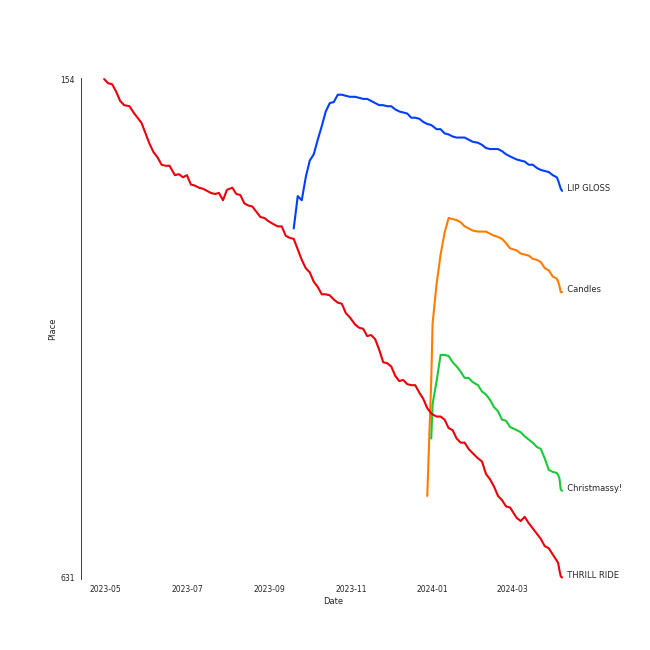 154
LIP GLOSS
Candles
Place
Christmassy!
THRILL RIDE
631
2023-05 2023-07 2023-09 2023-11 2024-01 2024-03
Date